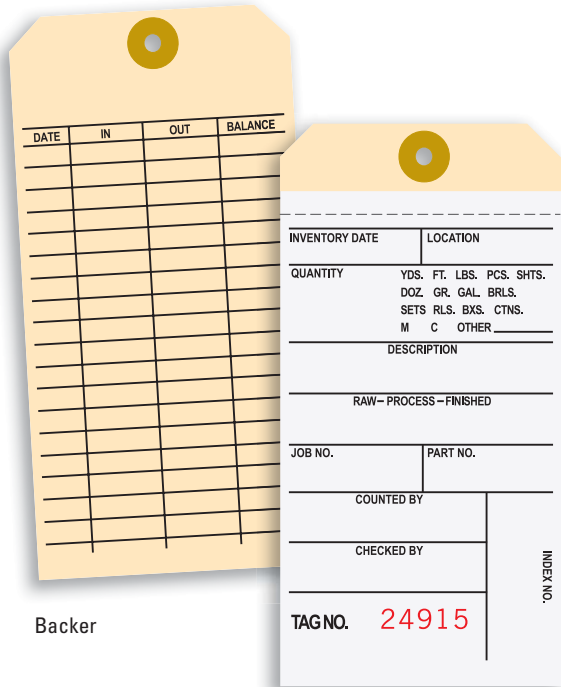 DATE IN OUT BALANCE
INVENTORY DATE LOCATION
QUANTITY YDS. FT. LBS. PCS. SHTS.
DOZ. GR. GAL. BRLS.
SETS RLS. BXS. CTNS.
M C OTHER
DESCRIPTION
RAW – PROCESS – FINISHED
JOB NO. PART NO.
COUNTED BY
CHECKED BY
INDEX NO.
TAG NO. 24915
Backer